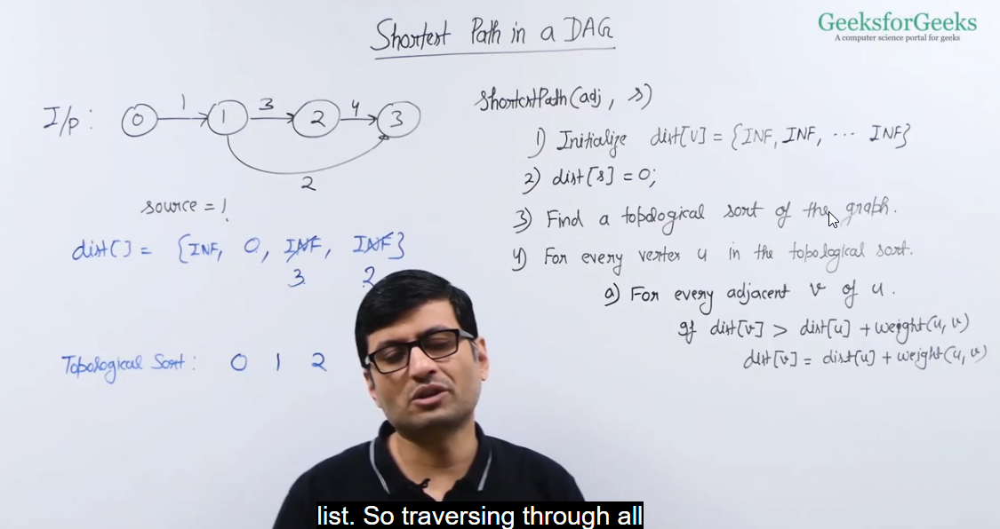 Shortest Path in a DAG
GeeksforGeeks
A computer science portal for geeks
I/p:
0 1 1 3 2 4 3
2
source = 1
dist[] = {INF, 0, INF, INF}
3 2
Topological Sort: 0 1 2
ShortestPath(adj, s)
1) Initialize dist[V] = {INF, INF, ... INF}
2) dist[s] = 0;
3) Find a topological sort of the graph.
4) For every vertex u in the topological sort.
a) For every adjacent v of u.
If dist[v] > dist[u] + weight(u, v)
dist[v] = dist[u] + weight(u, v)
list. So traversing through all